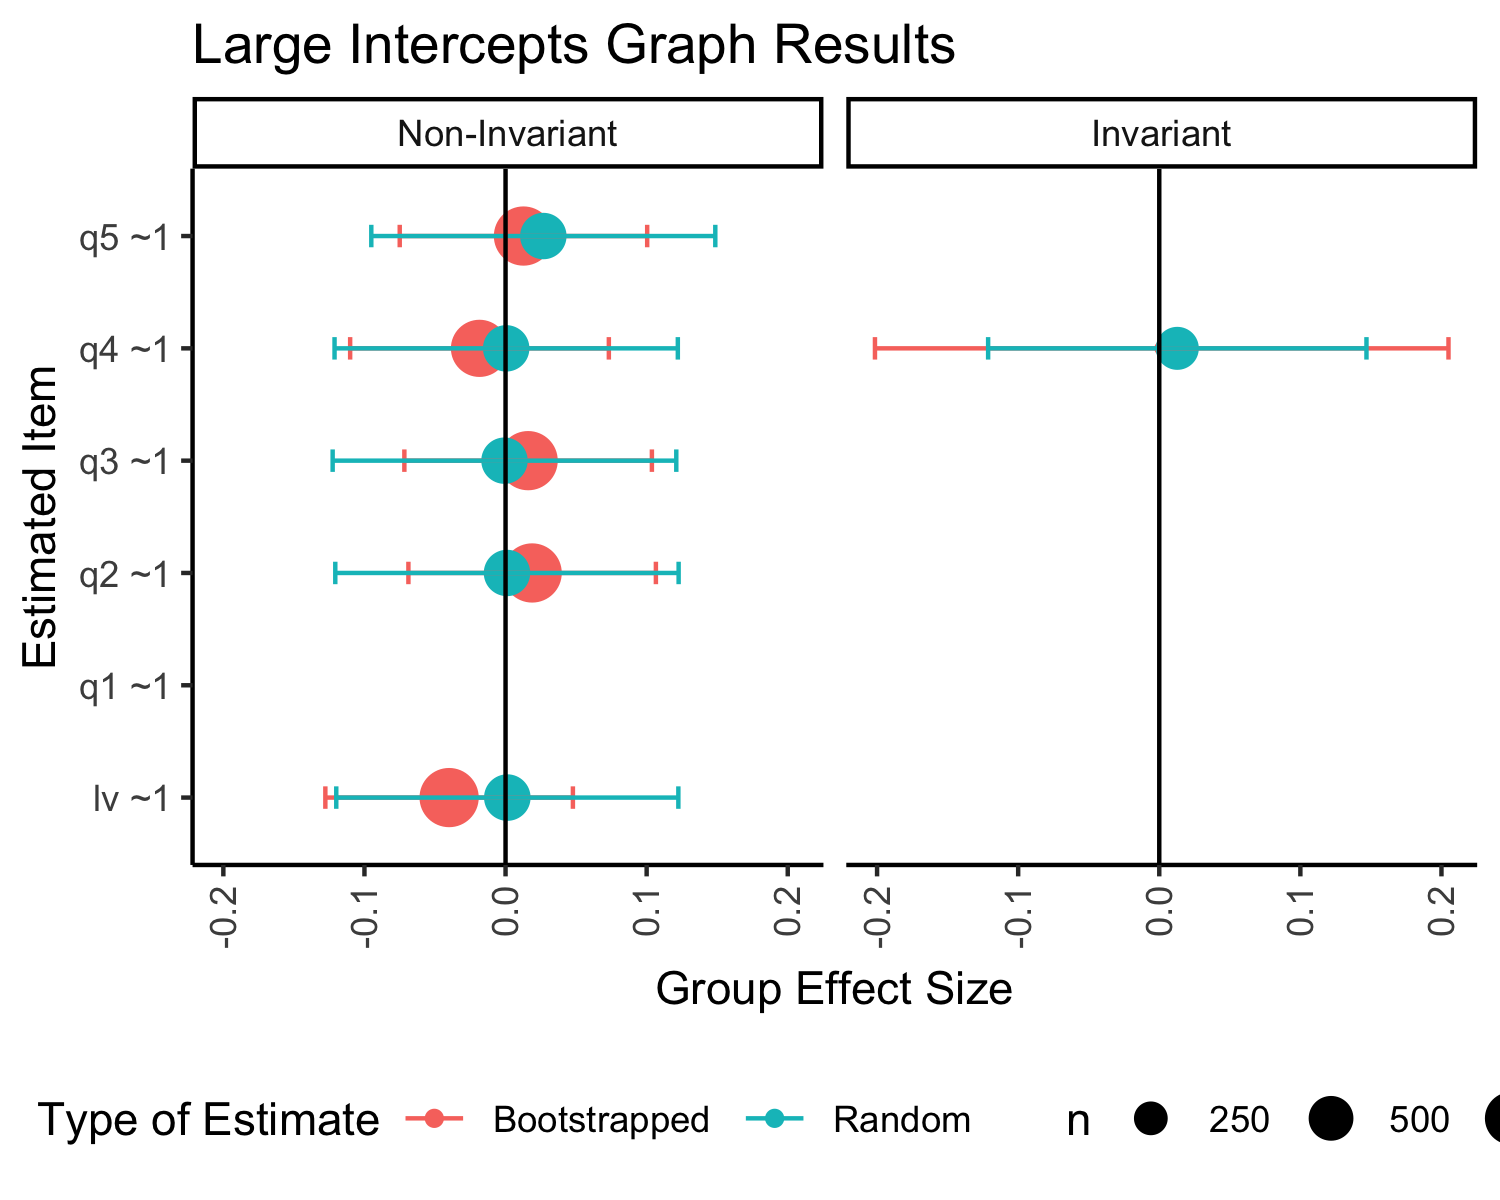 Large Intercepts Graph Results
Non-Invariant Invariant
Estimated Item
q5 ~1
q4 ~1
q3 ~1
q2 ~1
q1 ~1
lv ~1
-0.2 -0.1 0.0 0.1 0.2 -0.2 -0.1 0.0 0.1 0.2
Group Effect Size
Type of Estimate Bootstrapped Random n 250 500